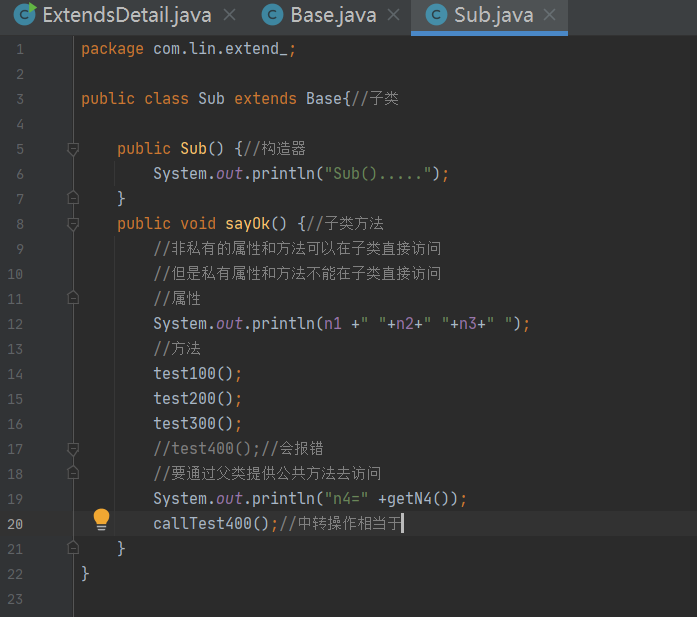 ExtendsDetail.java Base.java Sub.java
1 package com.lin.extend_;
2
3 public class Sub extends Base{//子类
4
5 public Sub() {//构造器
6 System.out.println("Sub().....");
7 }
8 public void sayOk() {//子类方法
9 //非私有的属性和方法可以在子类直接访问
10 //但是私有属性和方法不能在子类直接访问
11 //属性
12 System.out.println(n1 +" "+n2+" "+n3+" ");
13 //方法
14 test100();
15 test200();
16 test300();
17 //test400();//会报错
18 //要通过父类提供公共方法去访问
19 System.out.println("n4=" +getN4());
20 callTest400();//中转操作相当于
21 }
22 }
23